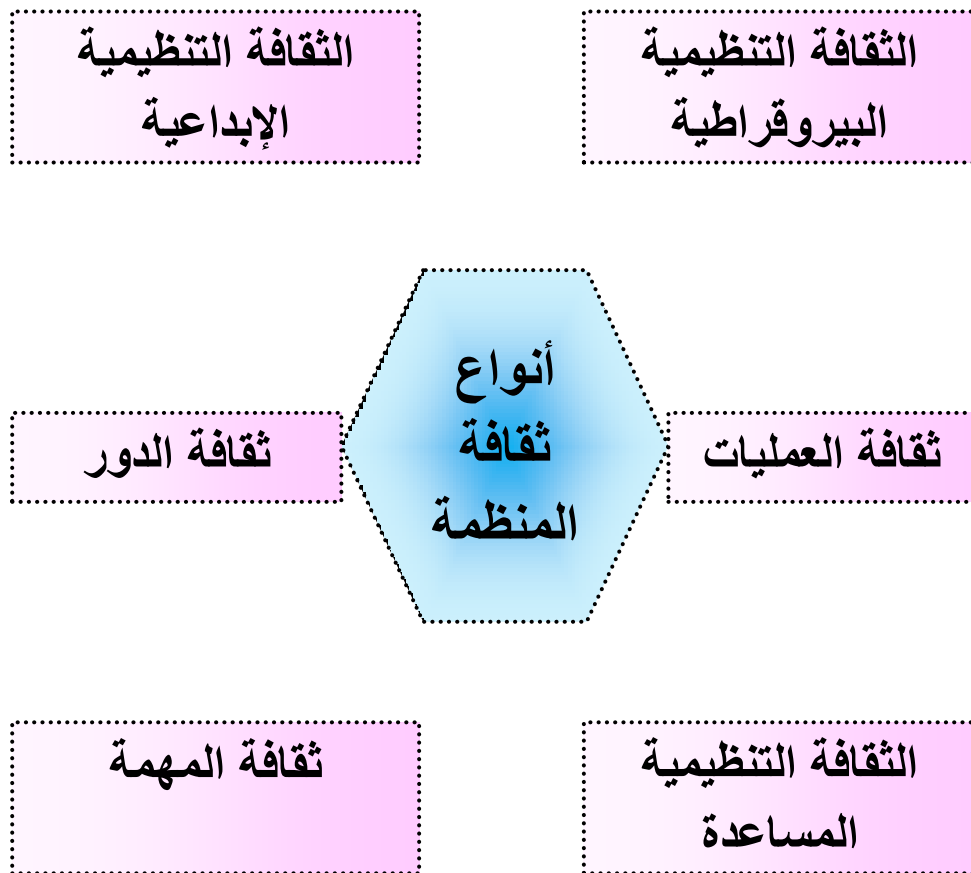 الثقافة التنظيمية
البيروقراطية
الثقافة التنظيمية
الإبداعية
أنواع
ثقافة
المنظمة
ثقافة العمليات
ثقافة الدور
الثقافة التنظيمية
المساعدة
ثقافة المهمة